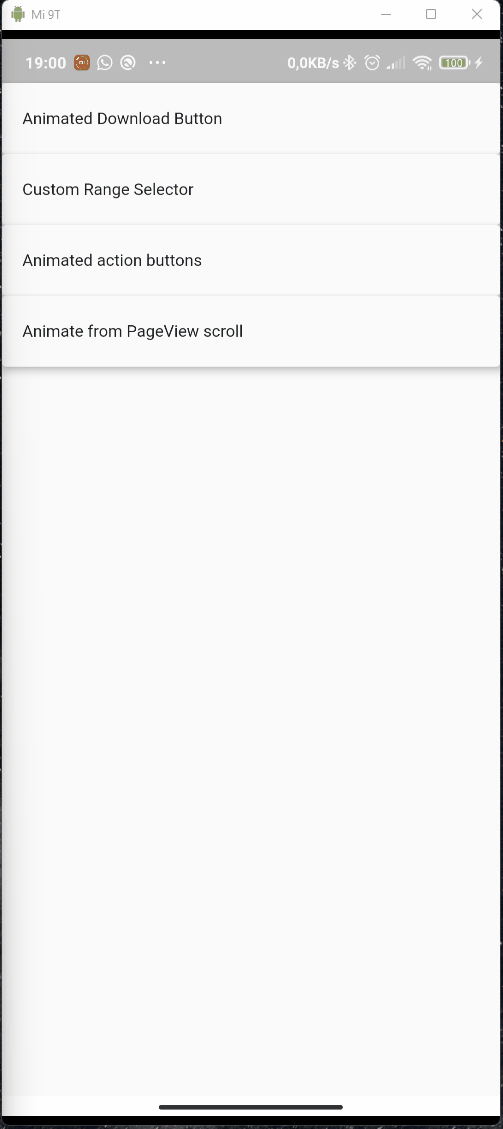 Mi 9T
19:00 0,0KB/s 100
Animated Download Button
Custom Range Selector
Animated action buttons
Animate from PageView scroll